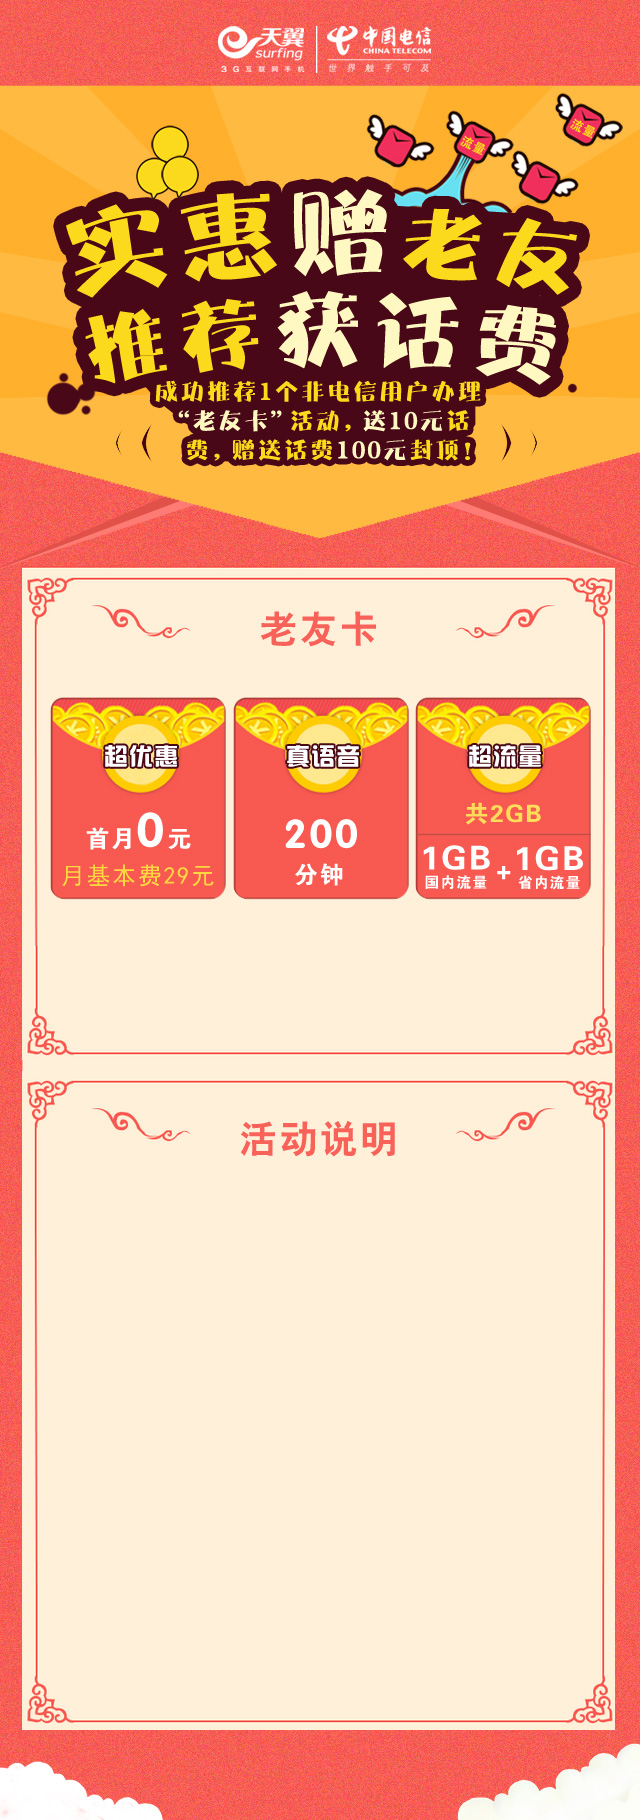 天翼 中国电信
surfing CHINA TELECOM
3G互联网手机 世界触手可及
流量
流量
实惠赠老友
推荐获话费
成功推荐1个非电信用户办理
“老友卡”活动，送10元话
费，赠送话费100元封顶！
老友卡
超优惠
首月0元
月基本费29元
真语音
200
分钟
超流量
共2GB
1GB + 1GB
国内流量 省内流量
活动说明